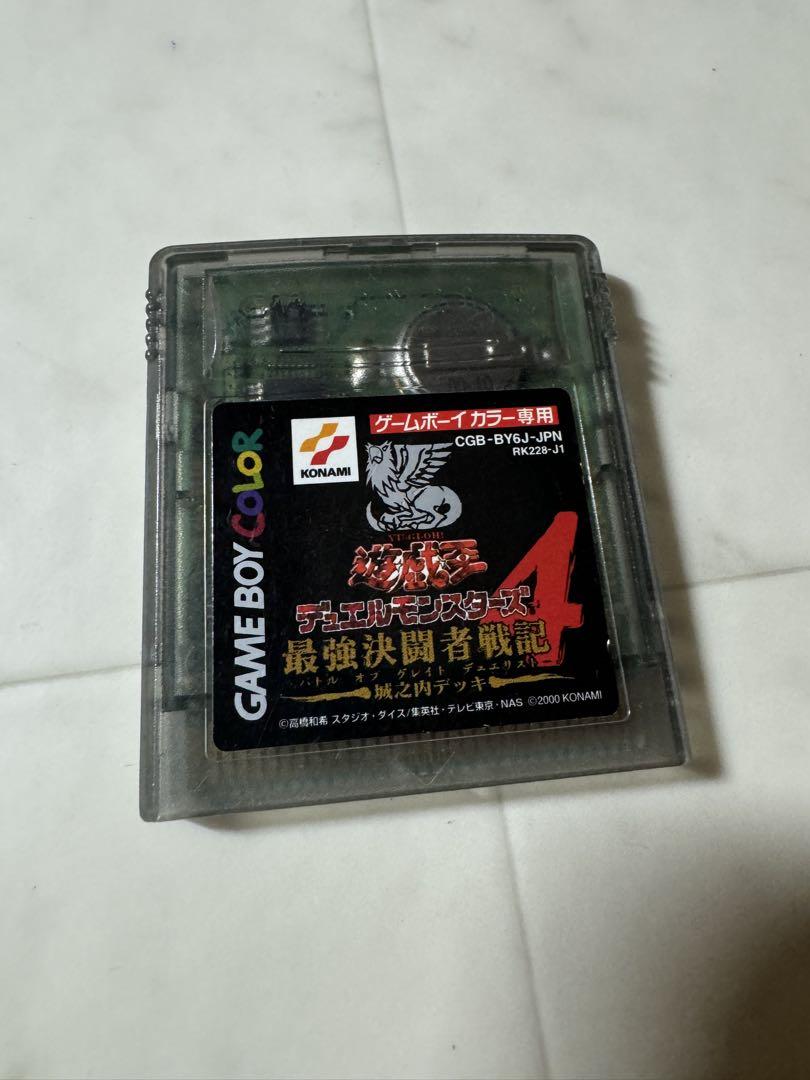 GAME BOY COLOR
KONAMI
ゲームボーイカラー専用
CGB-BY6J-JPN
RK228-J1
YU-GI-OH!
遊戯王
デュエルモンスターズ4
最強決闘者戦記
バトル オブ グレイト デュエリスト
城之内デッキ
©高橋和希 スタジオ・ダイス/集英社・テレビ東京・NAS ©2000 KONAMI